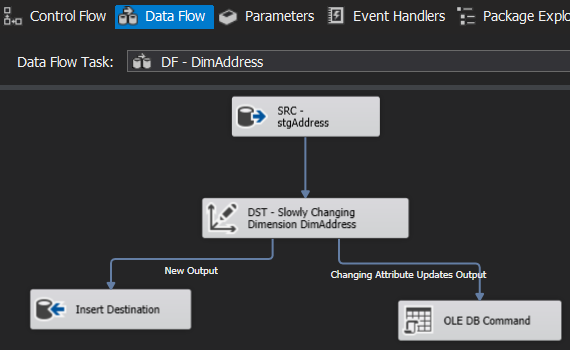 Control Flow
Data Flow
Parameters
Event Handlers
Package Explo
Data Flow Task:
DF - DimAddress
SRC -
stgAddress
DST - Slowly Changing
Dimension DimAddress
New Output
Changing Attribute Updates Output
Insert Destination
OLE DB Command